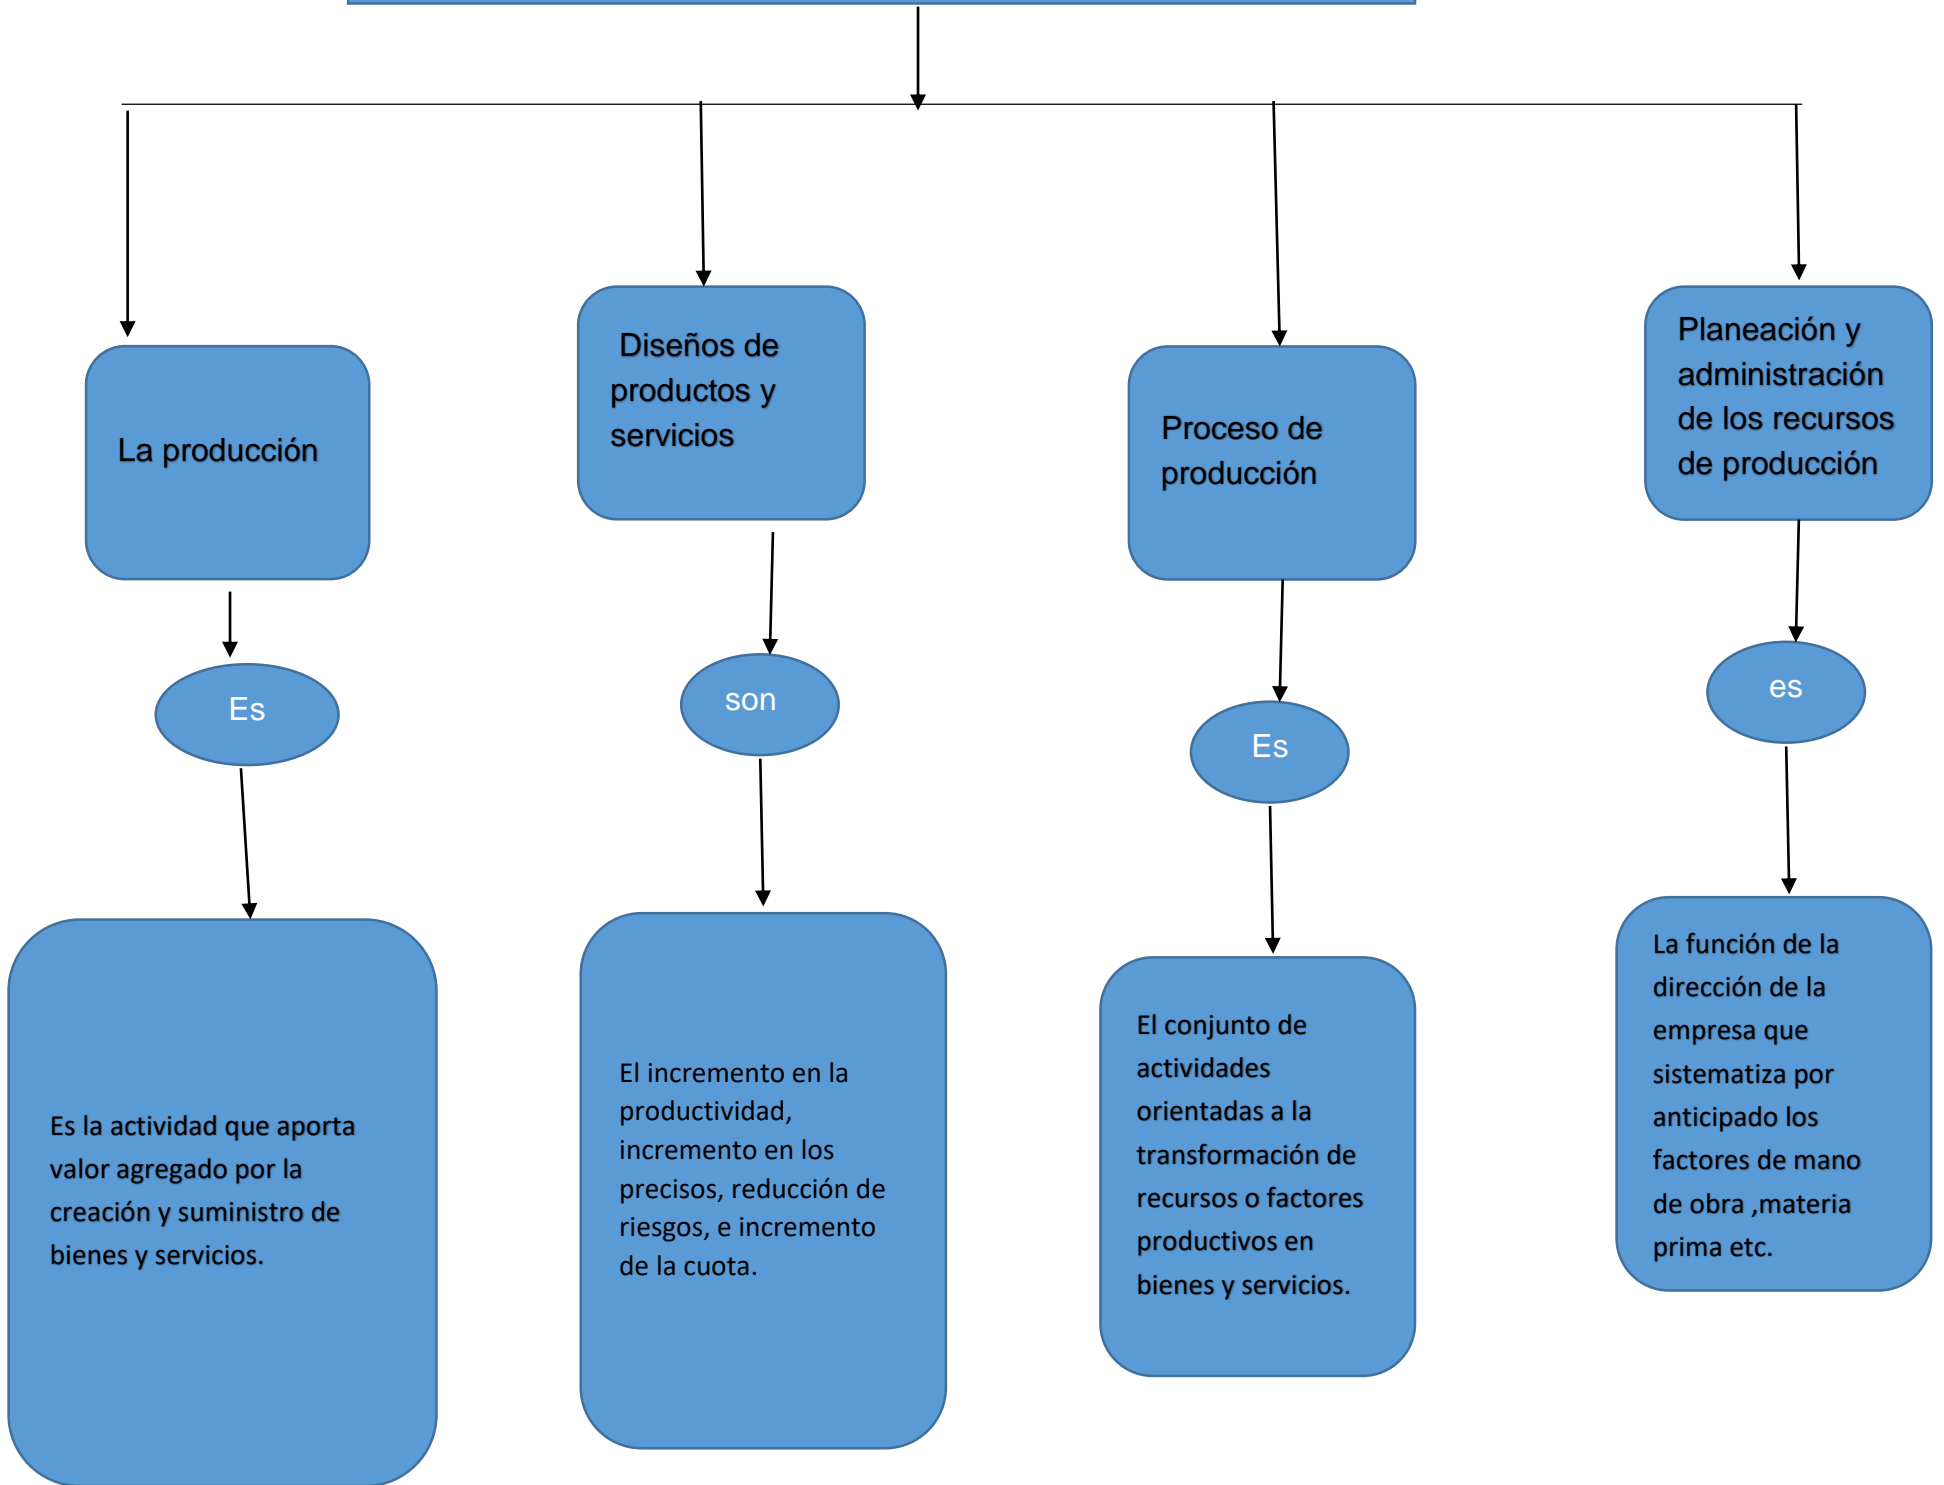 La producción
Diseños de
productos y
servicios
Proceso de
producción
Planeación y
administración
de los recursos
de producción
Es
son
Es
es
Es la actividad que aporta
valor agregado por la
creación y suministro de
bienes y servicios.
El incremento en la
productividad,
incremento en los
precisos, reducción de
riesgos, e incremento
de la cuota.
El conjunto de
actividades
orientadas a la
transformación de
recursos o factores
productivos en
bienes y servicios.
La función de la
dirección de la
empresa que
sistematiza por
anticipado los
factores de mano
de obra ,materia
prima etc.